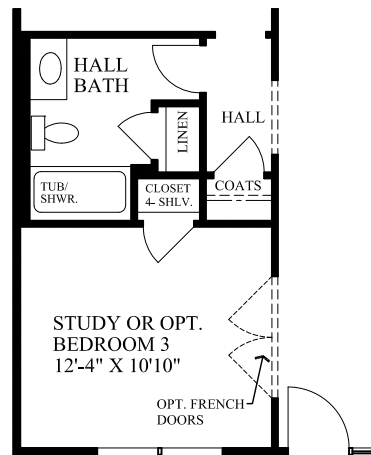 HALL
BATH
LINEN
HALL
TUB/
SHWR.
CLOSET
4- SHLV.
COATS
STUDY OR OPT.
BEDROOM 3
12'-4" X 10'10"
OPT. FRENCH
DOORS